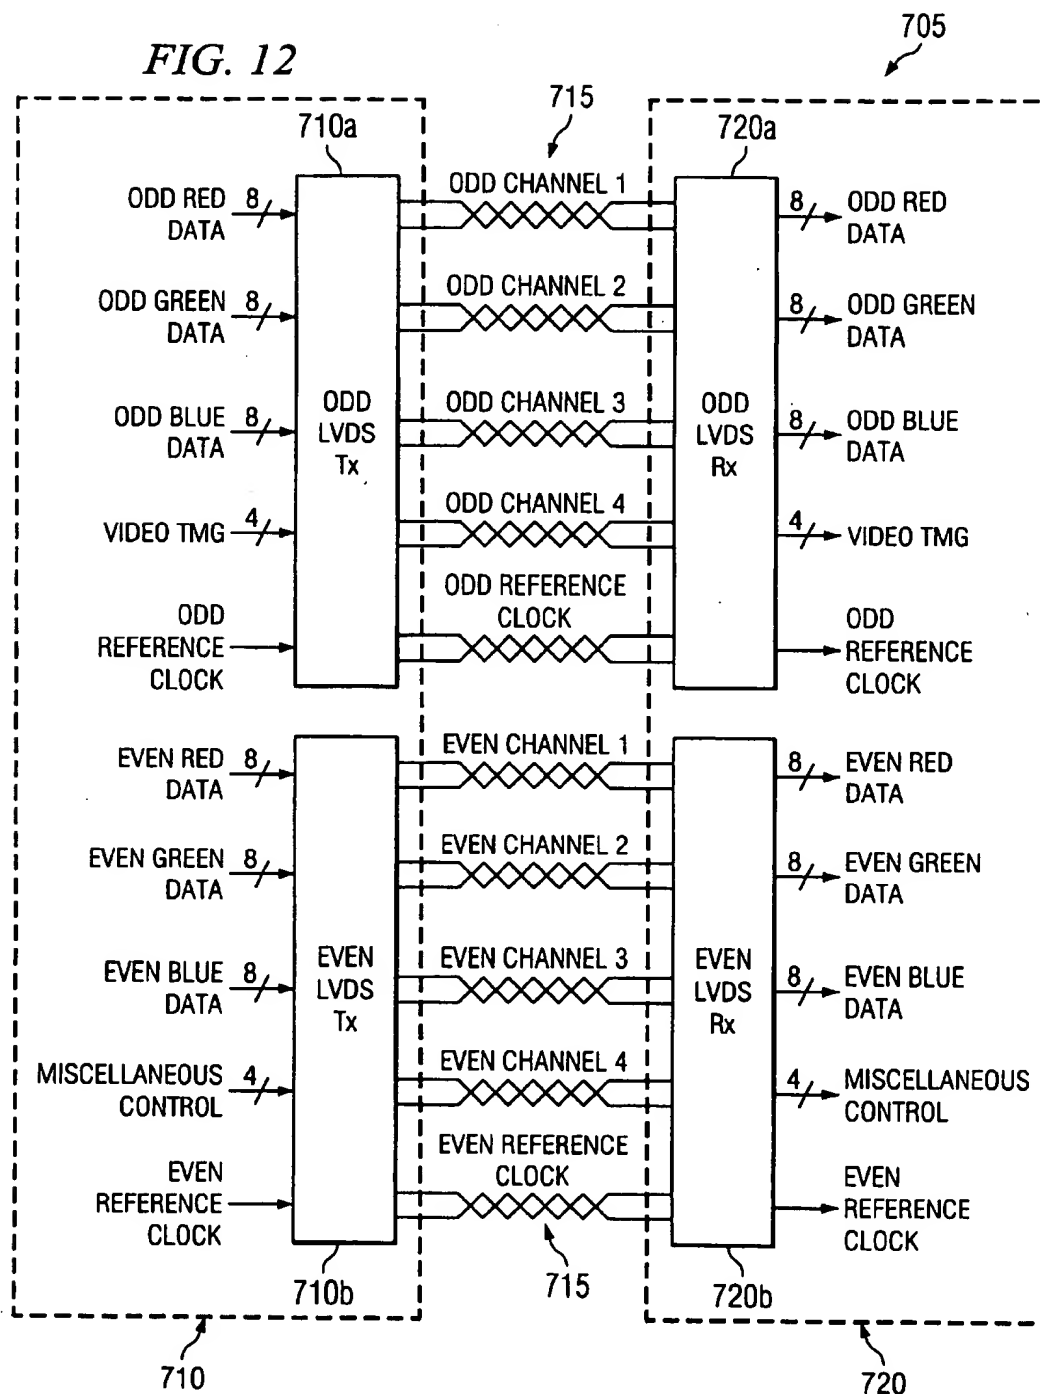 FIG. 12
705
715
710a
720a
ODD RED
DATA
8
ODD CHANNEL 1
8
ODD RED
DATA
ODD GREEN
DATA
8
ODD CHANNEL 2
8
ODD GREEN
DATA
ODD BLUE
DATA
8
ODD
LVDS
Tx
ODD CHANNEL 3
ODD
LVDS
Rx
8
ODD BLUE
DATA
VIDEO TMG
4
ODD CHANNEL 4
4
VIDEO TMG
ODD
REFERENCE
CLOCK
ODD REFERENCE
CLOCK
ODD
REFERENCE
CLOCK
EVEN RED
DATA
8
EVEN CHANNEL 1
8
EVEN RED
DATA
EVEN GREEN
DATA
8
EVEN CHANNEL 2
8
EVEN GREEN
DATA
EVEN BLUE
DATA
8
EVEN
LVDS
Tx
EVEN CHANNEL 3
EVEN
LVDS
Rx
8
EVEN BLUE
DATA
MISCELLANEOUS
CONTROL
4
EVEN CHANNEL 4
4
MISCELLANEOUS
CONTROL
EVEN
REFERENCE
CLOCK
EVEN REFERENCE
CLOCK
EVEN
REFERENCE
CLOCK
710b
715
720b
710
720